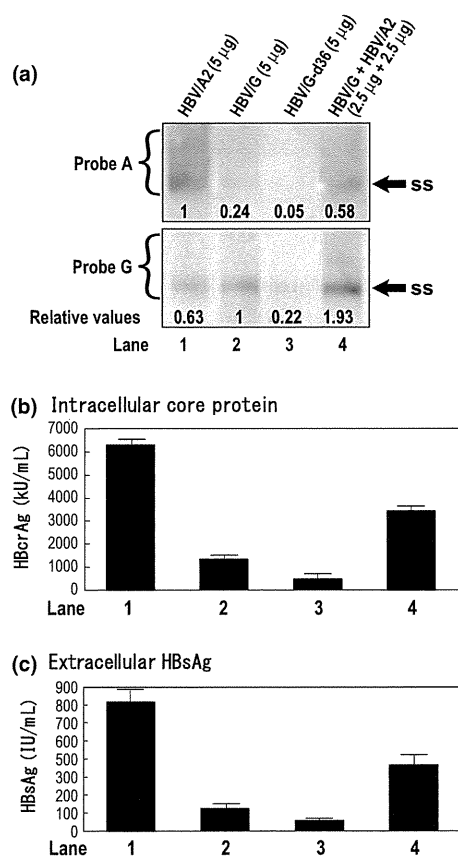 (a)
HBV/A2 (5 µg)
HBV/G (5 µg)
HBV/G-d36 (5 µg)
HBV/G + HBV/A2
(2.5 µg + 2.5 µg)
Probe A
1 0.24 0.05 0.58
ss
Probe G
ss
Relative values 0.63 1 0.22 1.93
Lane 1 2 3 4
(b) Intracellular core protein
HBcrAg (kU/mL)
7000
6000
5000
4000
3000
2000
1000
0
Lane 1 2 3 4
(c) Extracellular HBsAg
HBsAg (IU/mL)
900
800
700
600
500
400
300
200
100
0
Lane 1 2 3 4